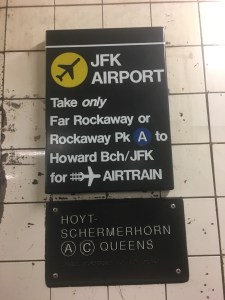 JFK
AIRPORT
Take only
Far Rockaway or
Rockaway Pk A to
Howard Bch/JFK
for AIRTRAIN
HOYT-
SCHERMERHORN
A C QUEENS